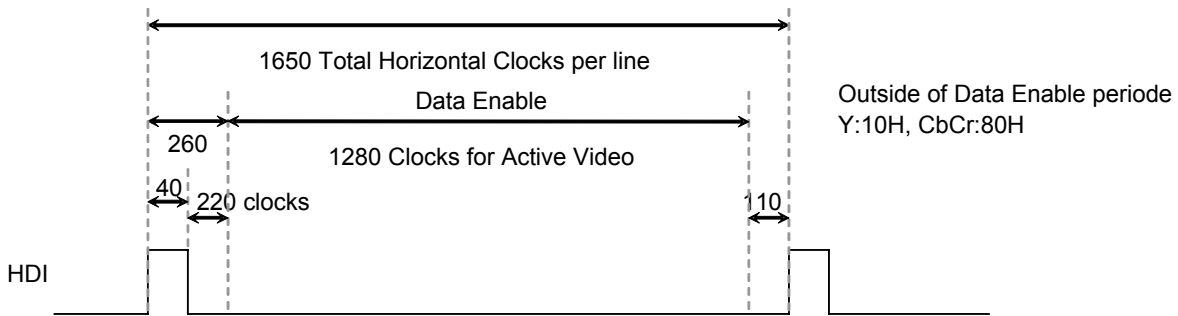 1650 Total Horizontal Clocks per line
Data Enable
Outside of Data Enable periode
Y:10H, CbCr:80H
260
1280 Clocks for Active Video
40
220 clocks
110
HDI